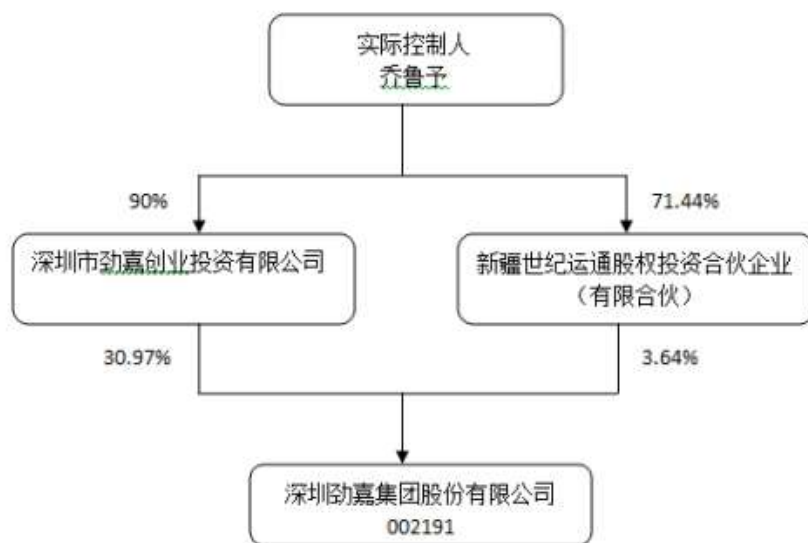 实际控制人
乔鲁予
90%
71.44%
深圳市劲嘉创业投资有限公司
新疆世纪运通股权投资合伙企业
（有限合伙）
30.97%
3.64%
深圳劲嘉集团股份有限公司
002191